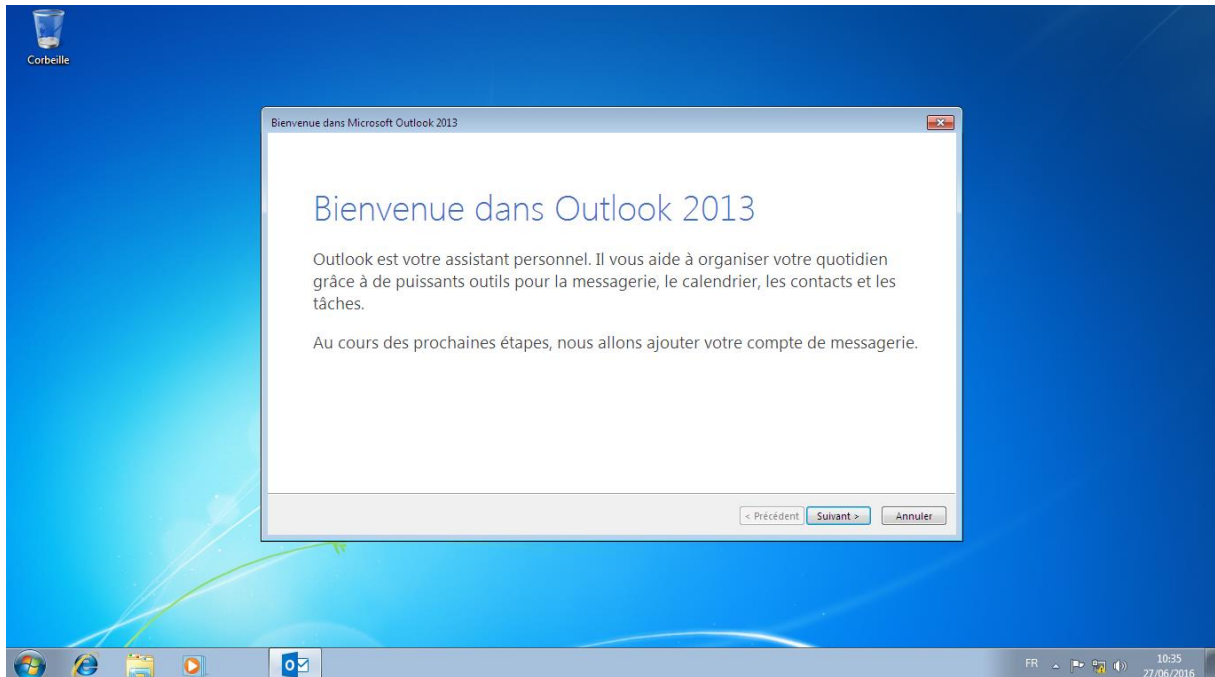 Corbeille
Bienvenue dans Microsoft Outlook 2013
Bienvenue dans Outlook 2013
Outlook est votre assistant personnel. Il vous aide à organiser votre quotidien
grâce à de puissants outils pour la messagerie, le calendrier, les contacts et les
tâches.
Au cours des prochaines étapes, nous allons ajouter votre compte de messagerie.
< Précédent Suivant > Annuler
FR 10:35
27/06/2016